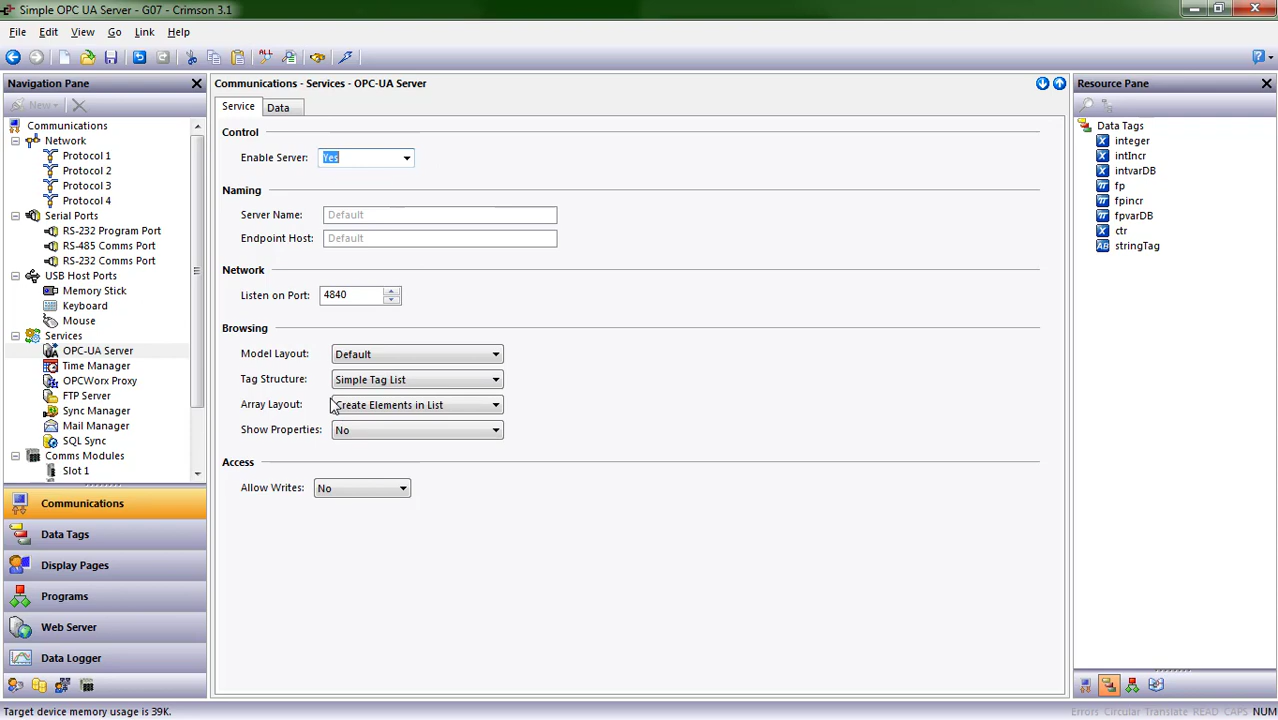 Simple OPC UA Server - G07 - Crimson 3.1
File Edit View Go Link Help
ALL
Navigation Pane
New
Communications
Network
Protocol 1
Protocol 2
Protocol 3
Protocol 4
Serial Ports
RS-232 Program Port
RS-485 Comms Port
RS-232 Comms Port
USB Host Ports
Memory Stick
Keyboard
Mouse
Services
OPC-UA Server
Time Manager
OPCWorx Proxy
FTP Server
Sync Manager
Mail Manager
SQL Sync
Comms Modules
Slot 1
Communications
Data Tags
Display Pages
Programs
Web Server
Data Logger
Communications - Services - OPC-UA Server
Service Data
Control
Enable Server: Yes
Naming
Server Name: Default
Endpoint Host: Default
Network
Listen on Port: 4840
Browsing
Model Layout: Default
Tag Structure: Simple Tag List
Array Layout: Create Elements in List
Show Properties: No
Access
Allow Writes: No
Resource Pane
Data Tags
integer
intIncr
intvarDB
fp
fpincr
fpvarDB
ctr
stringTag
Target device memory usage is 39K.
Errors Circular Translate READ CAPS NUM